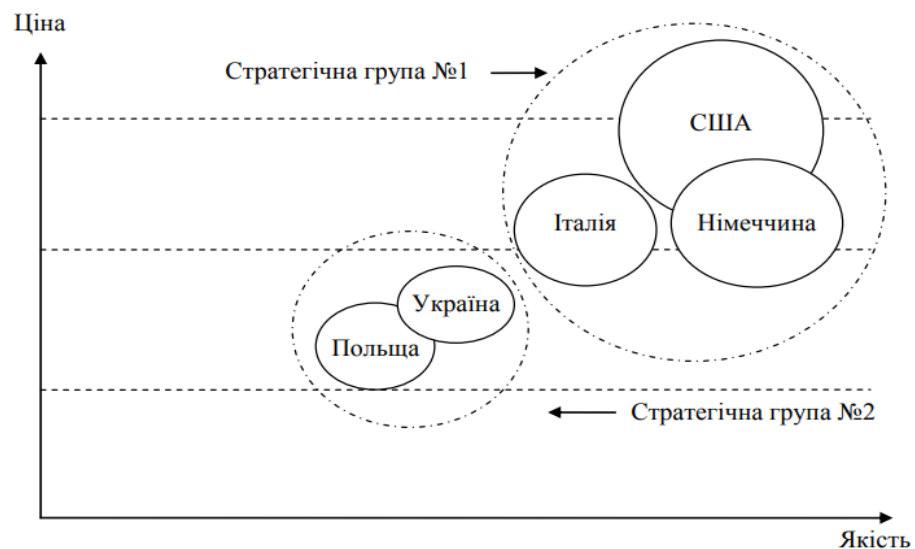 Ціна
Стратегічна група №1
США
Італія
Німеччина
Україна
Польща
Стратегічна група №2
Якість